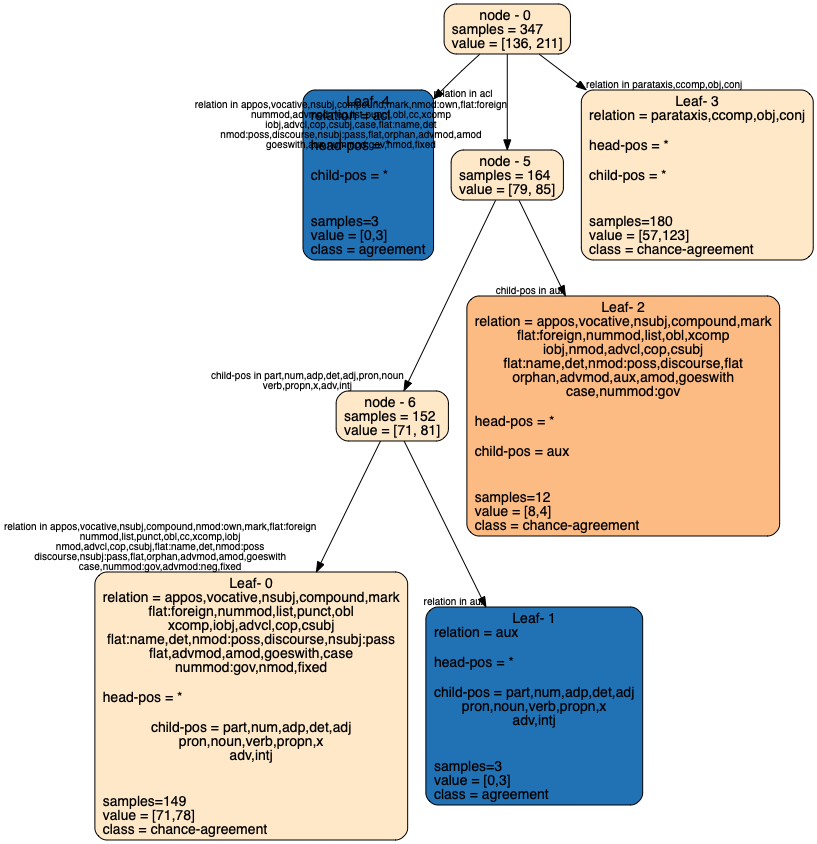 node - 0
samples = 347
value = [136, 211]
relation in acl
relation in parataxis,ccomp,obj,conj
relation in appos,vocative,nsubj,compound,mark,nmod:own,flat:foreign
iobj,advcl,cop,csubj,case,flat:name,det
nmod:poss,discourse,nsubj:pass,flat,orphan,advmod,amod
Leaf- 4
relation = acl
head-pos = *
child-pos = *
samples=3
value = [0,3]
class = agreement
Leaf- 3
relation = parataxis,ccomp,obj,conj
head-pos = *
child-pos = *
samples=180
value = [57,123]
class = chance-agreement
node - 5
samples = 164
value = [79, 85]
child-pos in aux
Leaf- 2
relation = appos,vocative,nsubj,compound,mark
flat:foreign,nummod,list,obl,xcomp
iobj,nmod,advcl,cop,csubj
flat:name,det,nmod:poss,discourse,flat
orphan,advmod,aux,amod,goeswith
case,nummod:gov
head-pos = *
child-pos = aux
samples=12
value = [8,4]
class = chance-agreement
child-pos in part,num,adp,det,adj,pron,noun
verb,propn,x,adv,intj
node - 6
samples = 152
value = [71, 81]
relation in appos,vocative,nsubj,compound,nmod:own,mark,flat:foreign
nummod,list,punct,obl,cc,xcomp,iobj
nmod,advcl,cop,csubj,flat:name,det,nmod:poss
discourse,nsubj:pass,flat,orphan,advmod,amod,goeswith
case,nummod:gov,advmod:neg,fixed
Leaf- 0
relation = appos,vocative,nsubj,compound,mark
flat:foreign,nummod,list,punct,obl
xcomp,iobj,advcl,cop,csubj
flat:name,det,nmod:poss,discourse,nsubj:pass
flat,advmod,amod,goeswith,case
nummod:gov,nmod,fixed
head-pos = *
child-pos = part,num,adp,det,adj
pron,noun,verb,propn,x
adv,intj
samples=149
value = [71,78]
class = chance-agreement
relation in aux
Leaf- 1
relation = aux
head-pos = *
child-pos = part,num,adp,det,adj
pron,noun,verb,propn,x
adv,intj
samples=3
value = [0,3]
class = agreement